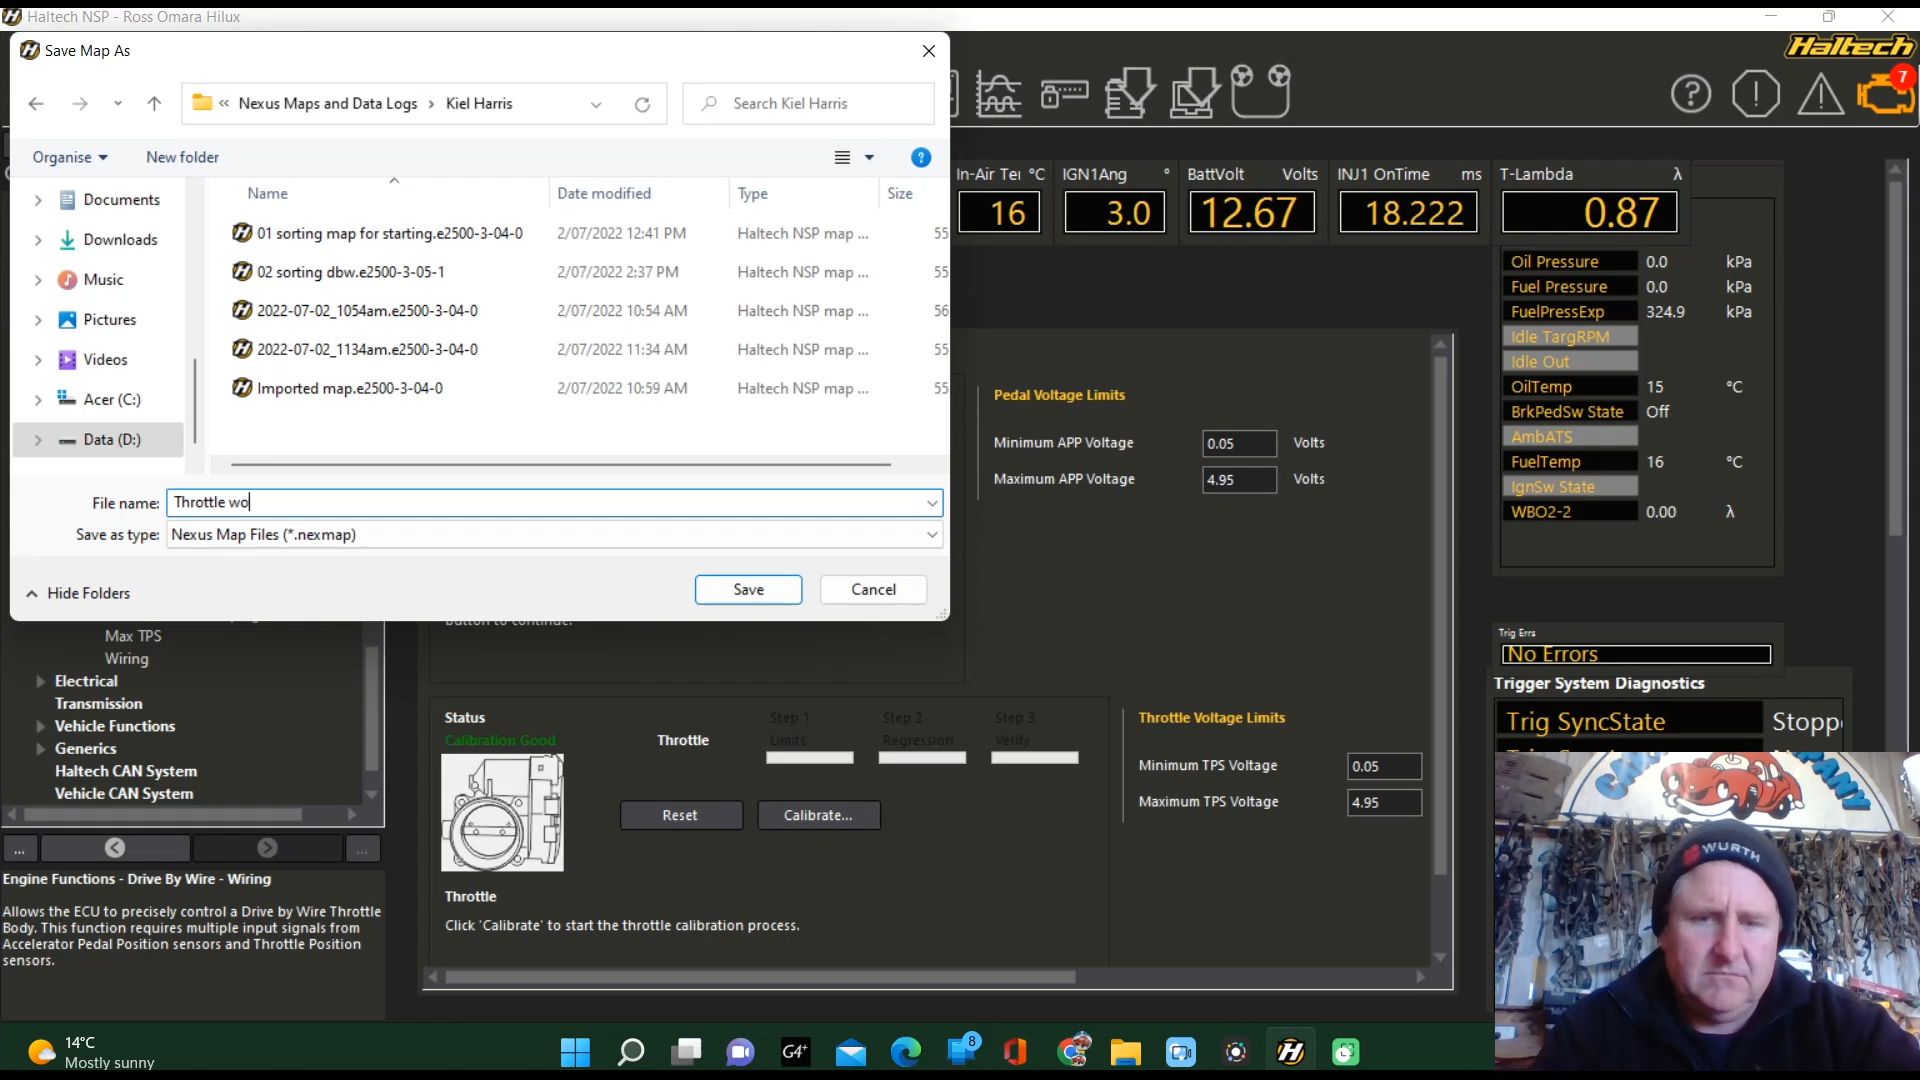 Haltech NSP - Ross Omara Hilux
Save Map As
Haltech
7
« Nexus Maps and Data Logs › Kiel Harris
Search Kiel Harris
Organise
New folder
Name
Date modified
Type
Size
Documents
Downloads
Music
Pictures
Videos
Acer (C:)
Data (D:)
01 sorting map for starting.e2500-3-04-0 2/07/2022 12:41 PM Haltech NSP map ... 55
02 sorting dbw.e2500-3-05-1 2/07/2022 2:37 PM Haltech NSP map ... 55
2022-07-02_1054am.e2500-3-04-0 2/07/2022 10:54 AM Haltech NSP map ... 56
2022-07-02_1134am.e2500-3-04-0 2/07/2022 11:34 AM Haltech NSP map ... 55
Imported map.e2500-3-04-0 2/07/2022 10:59 AM Haltech NSP map ... 55
File name: Throttle wo
Save as type: Nexus Map Files (*.nexmap)
Hide Folders
Save
Cancel
In-Air Ter °C
16
IGN1Ang °
3.0
BattVolt Volts
12.67
INJ1 OnTime ms
18.222
T-Lambda λ
0.87
Oil Pressure 0.0 kPa
Fuel Pressure 0.0 kPa
FuelPressExp 324.9 kPa
Idle TargRPM
Idle Out
OilTemp 15 °C
BrkPedSw State Off
AmbATS
FuelTemp 16 °C
IgnSw State
WBO2-2 0.00 λ
Pedal Voltage Limits
Minimum APP Voltage 0.05 Volts
Maximum APP Voltage 4.95 Volts
button to continue.
Trig Errs
No Errors
Trigger System Diagnostics
Trig SyncState Stopp
Max TPS
Wiring
Electrical
Transmission
Vehicle Functions
Generics
Haltech CAN System
Vehicle CAN System
Status
Calibration Good
Throttle
Step 1
Limits
Step 2
Regression
Step 3
Verify
Reset
Calibrate...
Throttle Voltage Limits
Minimum TPS Voltage 0.05
Maximum TPS Voltage 4.95
Throttle
Click 'Calibrate' to start the throttle calibration process.
... ...
Engine Functions - Drive By Wire - Wiring
Allows the ECU to precisely control a Drive by Wire Throttle
Body. This function requires multiple input signals from
Accelerator Pedal Position sensors and Throttle Position
sensors.
WURTH
14°C
Mostly sunny
G4+
8